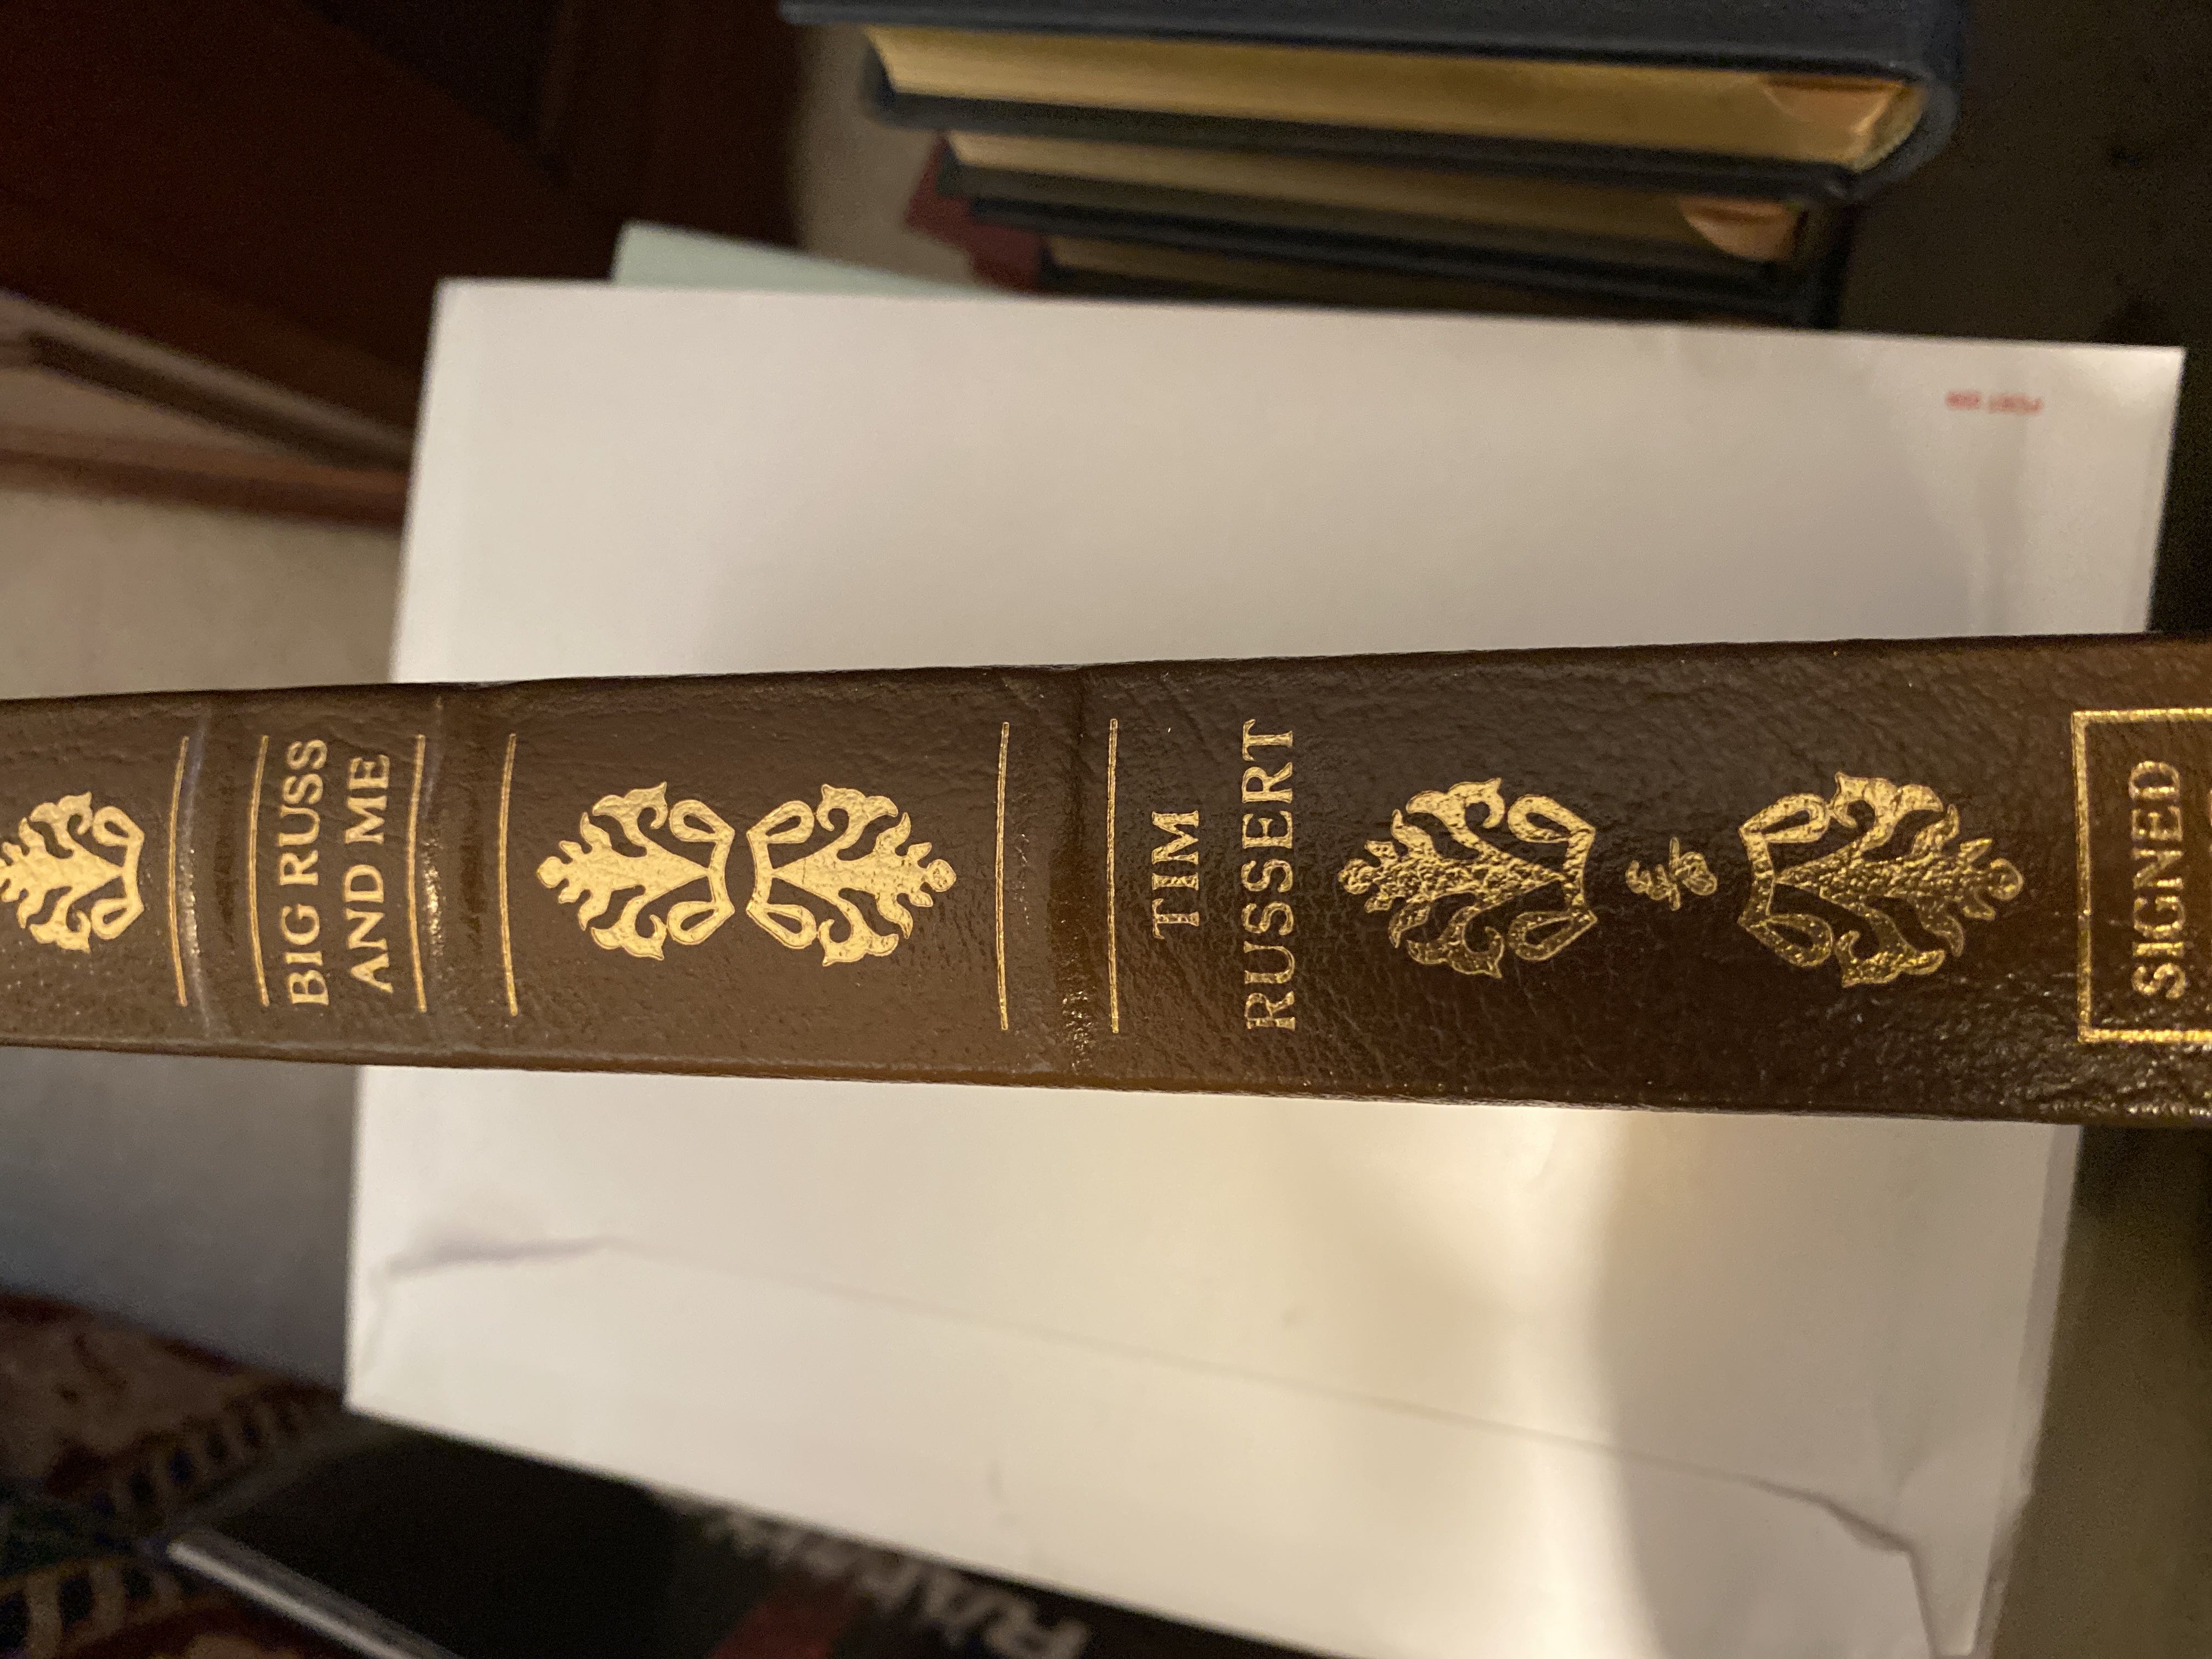 BIG RUSS
AND ME
TIM
RUSSERT
SIGNED